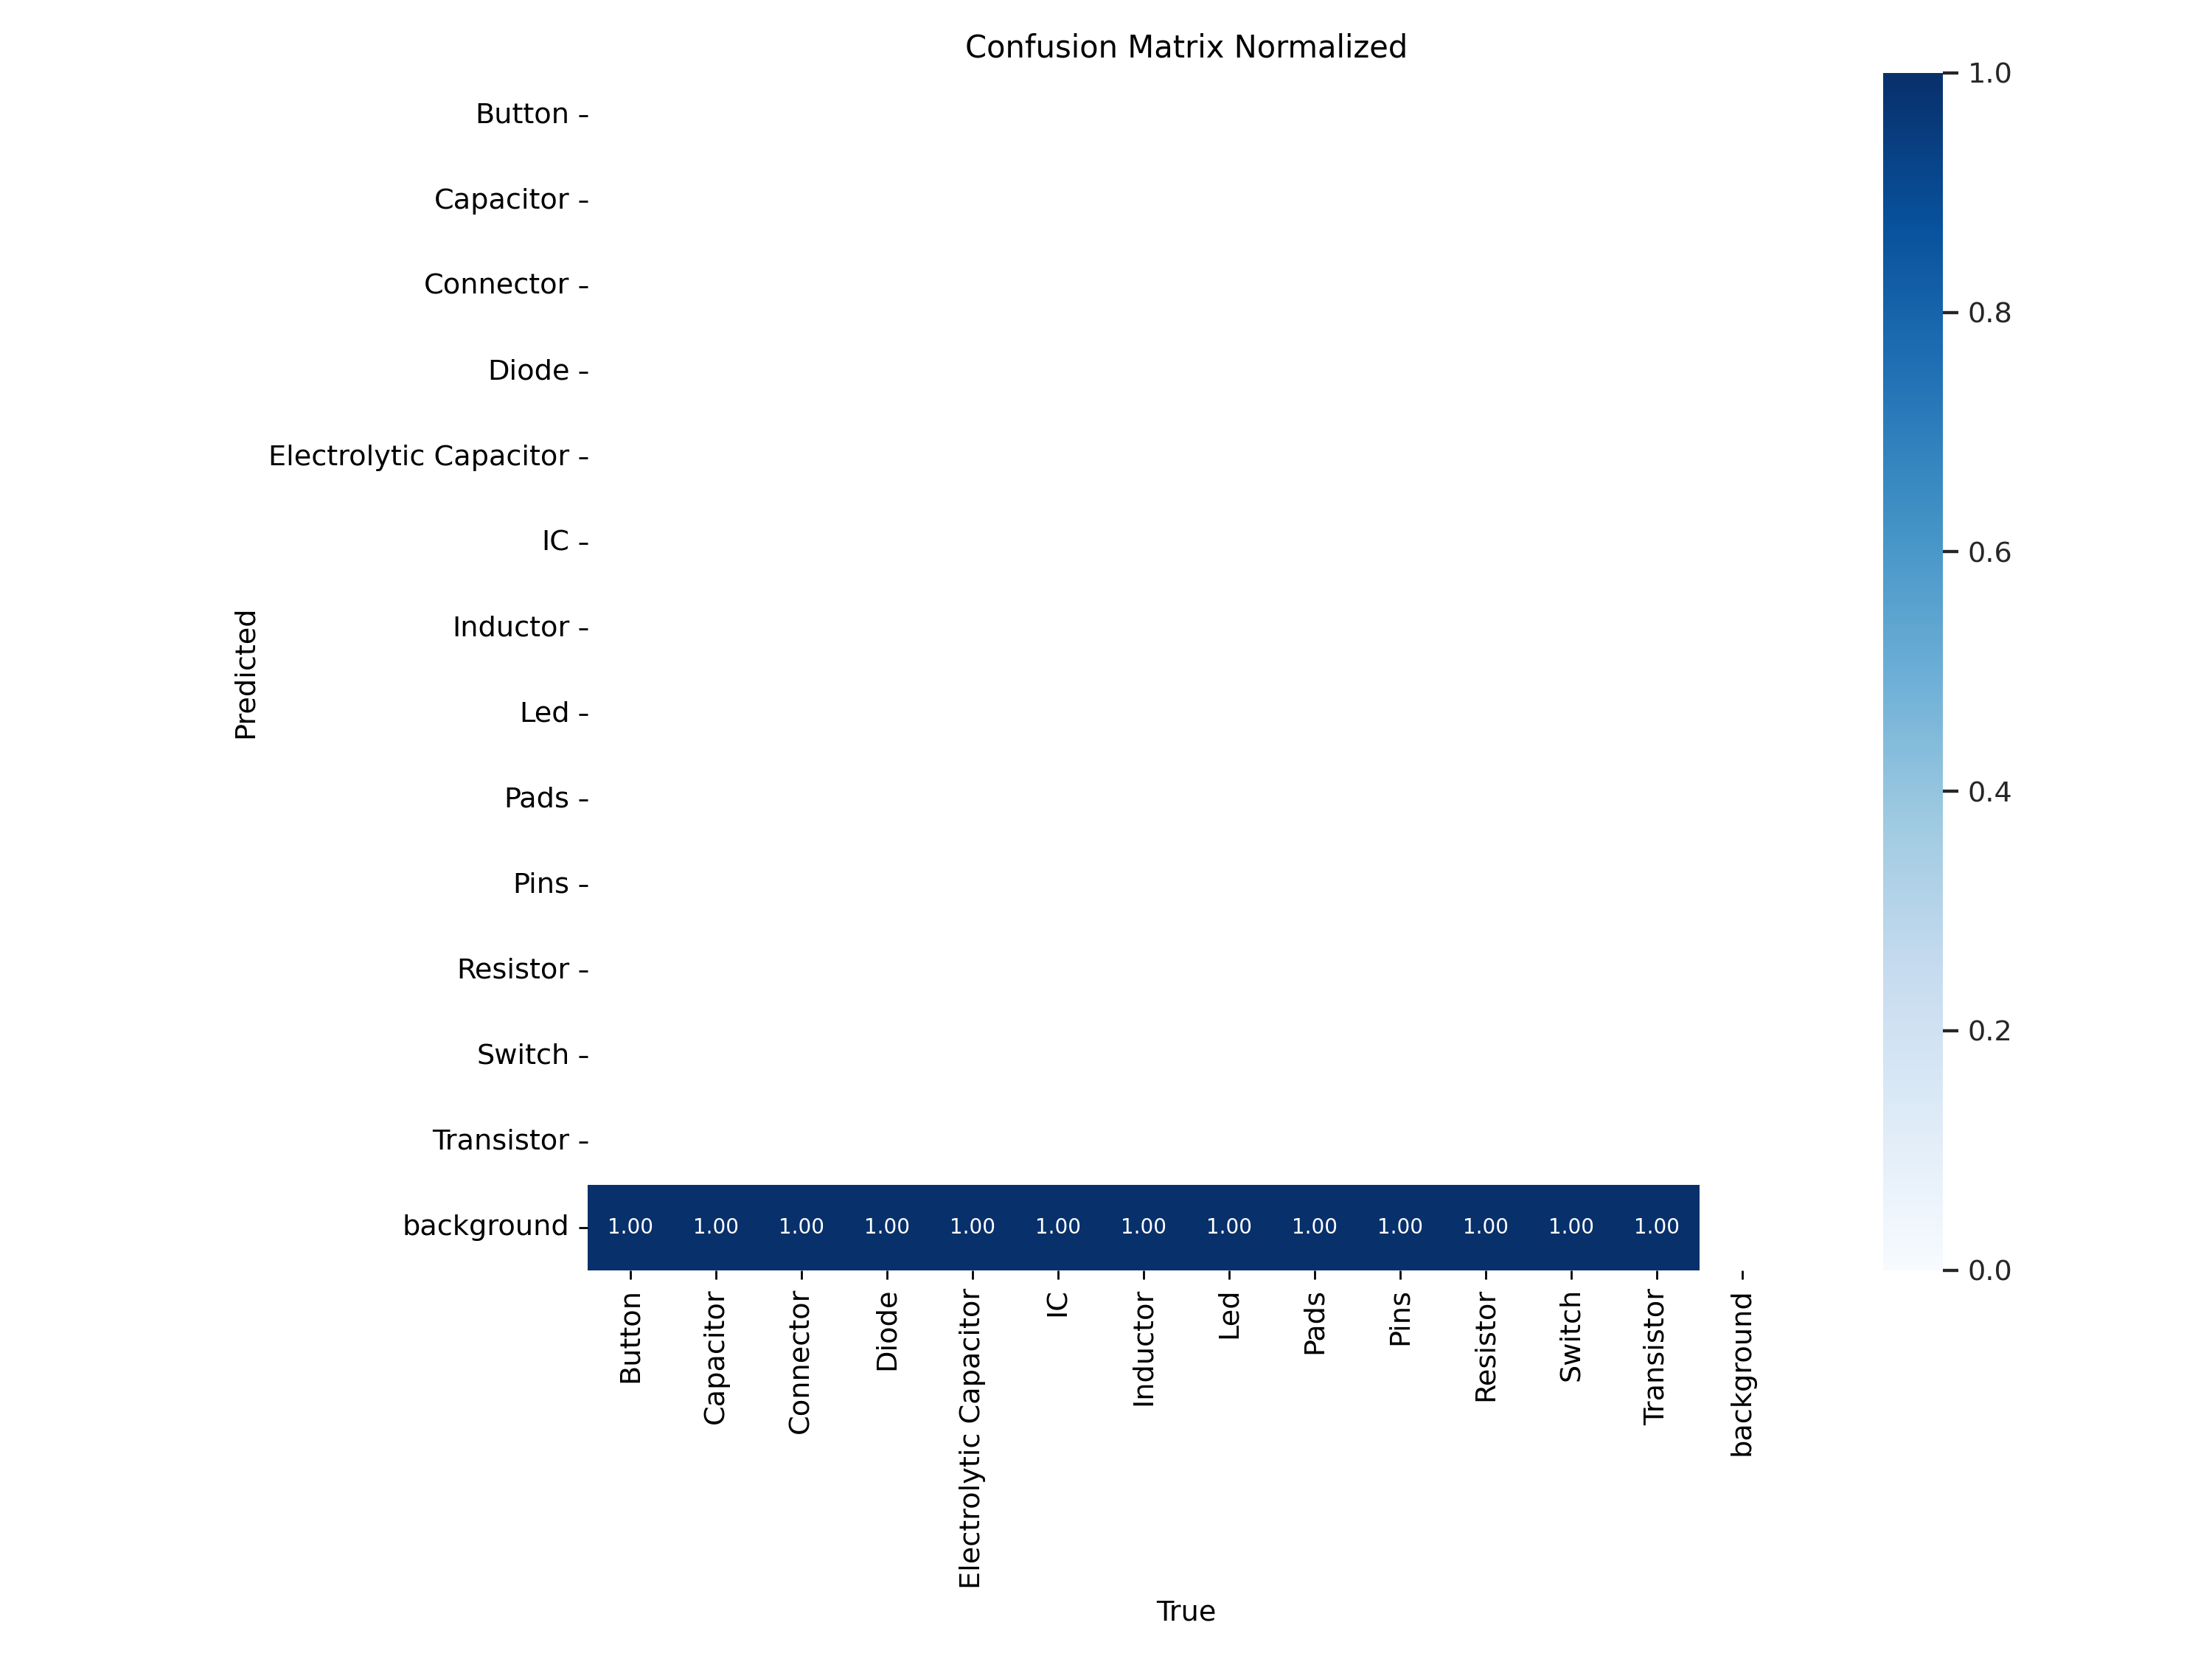 Confusion Matrix Normalized
Button
Capacitor
Connector
Diode
Electrolytic Capacitor
IC
Inductor
Led
Pads
Pins
Resistor
Switch
Transistor
background
Predicted
1.00 1.00 1.00 1.00 1.00 1.00 1.00 1.00 1.00 1.00 1.00 1.00 1.00
Button
Capacitor
Connector
Diode
Electrolytic Capacitor
IC
Inductor
Led
Pads
Pins
Resistor
Switch
Transistor
background
True
1.0
0.8
0.6
0.4
0.2
0.0